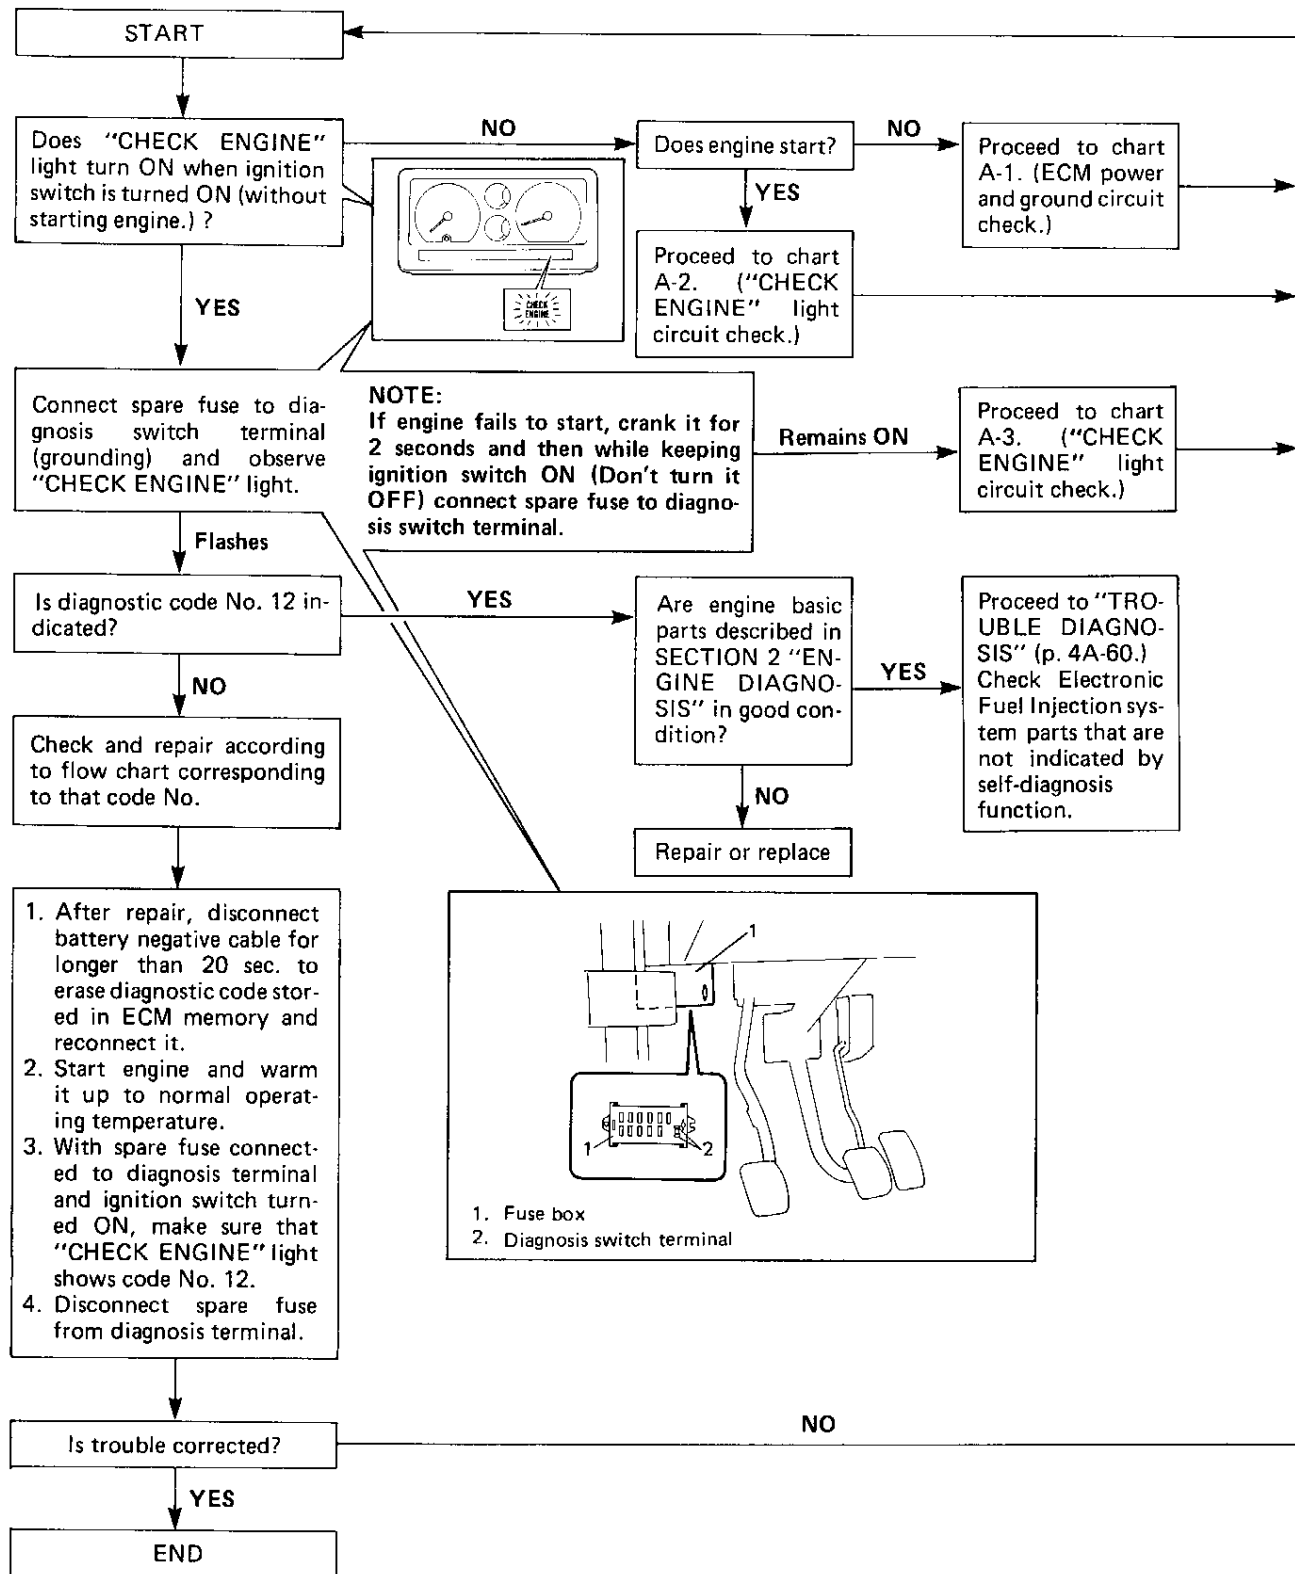 START
Does "CHECK ENGINE"
light turn ON when ignition
switch is turned ON (without
starting engine.) ?
NO
Does engine start?
NO
Proceed to chart
A-1. (ECM power
and ground circuit
check.)
YES
Proceed to chart
A-2. ("CHECK
ENGINE" light
circuit check.)
CHECK
ENGINE
YES
Connect spare fuse to dia-
gnosis switch terminal
(grounding) and observe
"CHECK ENGINE" light.
NOTE:
If engine fails to start, crank it for
2 seconds and then while keeping
ignition switch ON (Don't turn it
OFF) connect spare fuse to diagno-
sis switch terminal.
Remains ON
Proceed to chart
A-3. ("CHECK
ENGINE" light
circuit check.)
Flashes
Is diagnostic code No. 12 in-
dicated?
YES
Are engine basic
parts described in
SECTION 2 "EN-
GINE DIAGNO-
SIS" in good con-
dition?
YES
Proceed to "TRO-
UBLE DIAGNO-
SIS" (p. 4A-60.)
Check Electronic
Fuel Injection sys-
tem parts that are
not indicated by
self-diagnosis
function.
NO
Repair or replace
NO
Check and repair according
to flow chart corresponding
to that code No.
1. After repair, disconnect
battery negative cable for
longer than 20 sec. to
erase diagnostic code stor-
ed in ECM memory and
reconnect it.
2. Start engine and warm
it up to normal operat-
ing temperature.
3. With spare fuse connect-
ed to diagnosis terminal
and ignition switch turn-
ed ON, make sure that
"CHECK ENGINE" light
shows code No. 12.
4. Disconnect spare fuse
from diagnosis terminal.
1
1
2
1. Fuse box
2. Diagnosis switch terminal
Is trouble corrected?
NO
YES
END